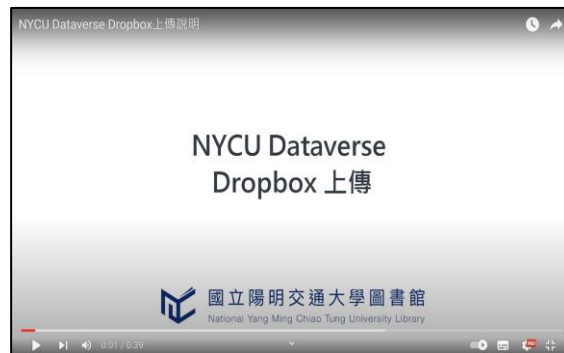 NYCU Dataverse Dropbox上傳說明
NYCU Dataverse
Dropbox 上傳
國立陽明交通大學圖書館
National Yang Ming Chiao Tung University Library
0:01 / 0:39